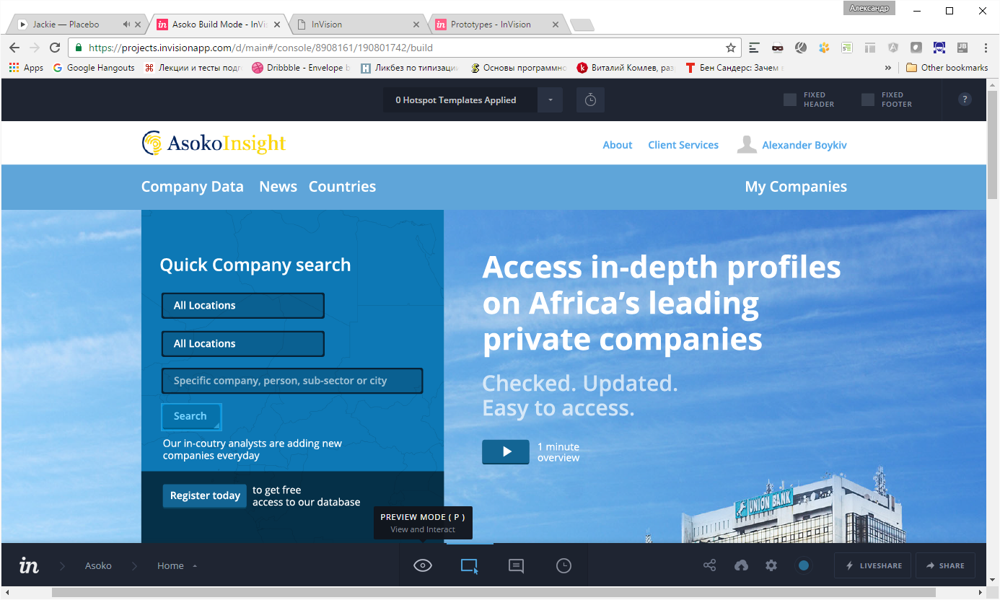 Александр
Jackie — Placebo
Asoko Build Mode - InVis
InVision
Prototypes - InVision
https://projects.invisionapp.com/d/main#/console/8908161/190801742/build
Apps
Google Hangouts
Лекции и тесты подг
Dribbble - Envelope b
Ликбез по типизации
Основы программно
Виталий Комлев, раз
Бен Сандерс: Зачем
»
Other bookmarks
0 Hotspot Templates Applied
FIXED
HEADER
FIXED
FOOTER
?
AsokoInsight
About
Client Services
Alexander Boykiv
Company Data
News
Countries
My Companies
Quick Company search
All Locations
All Locations
Specific company, person, sub-sector or city
Search
Our in-coutry analysts are adding new
companies everyday
Register today
to get free
access to our database
Access in-depth profiles
on Africa’s leading
private companies
Checked. Updated.
Easy to access.
1 minute
overview
UNION BANK
PREVIEW MODE ( P )
View and Interact
in
Asoko
Home
LIVESHARE
SHARE